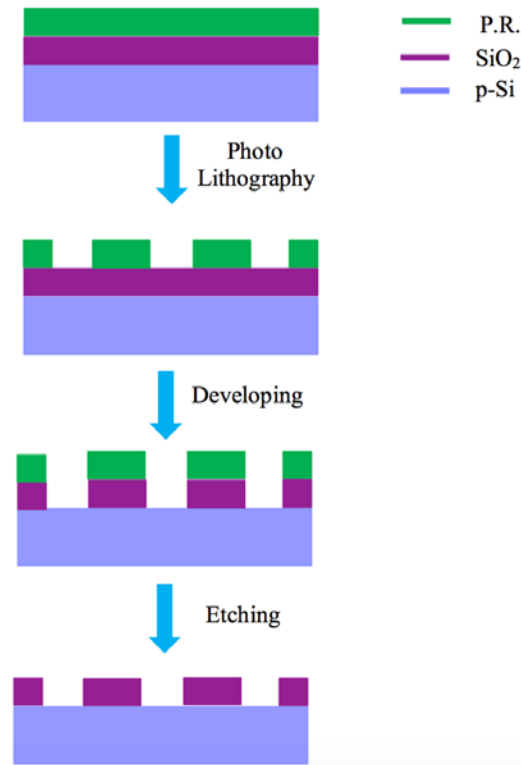 P.R.
SiO₂
p-Si
Photo
Lithography
Developing
Etching